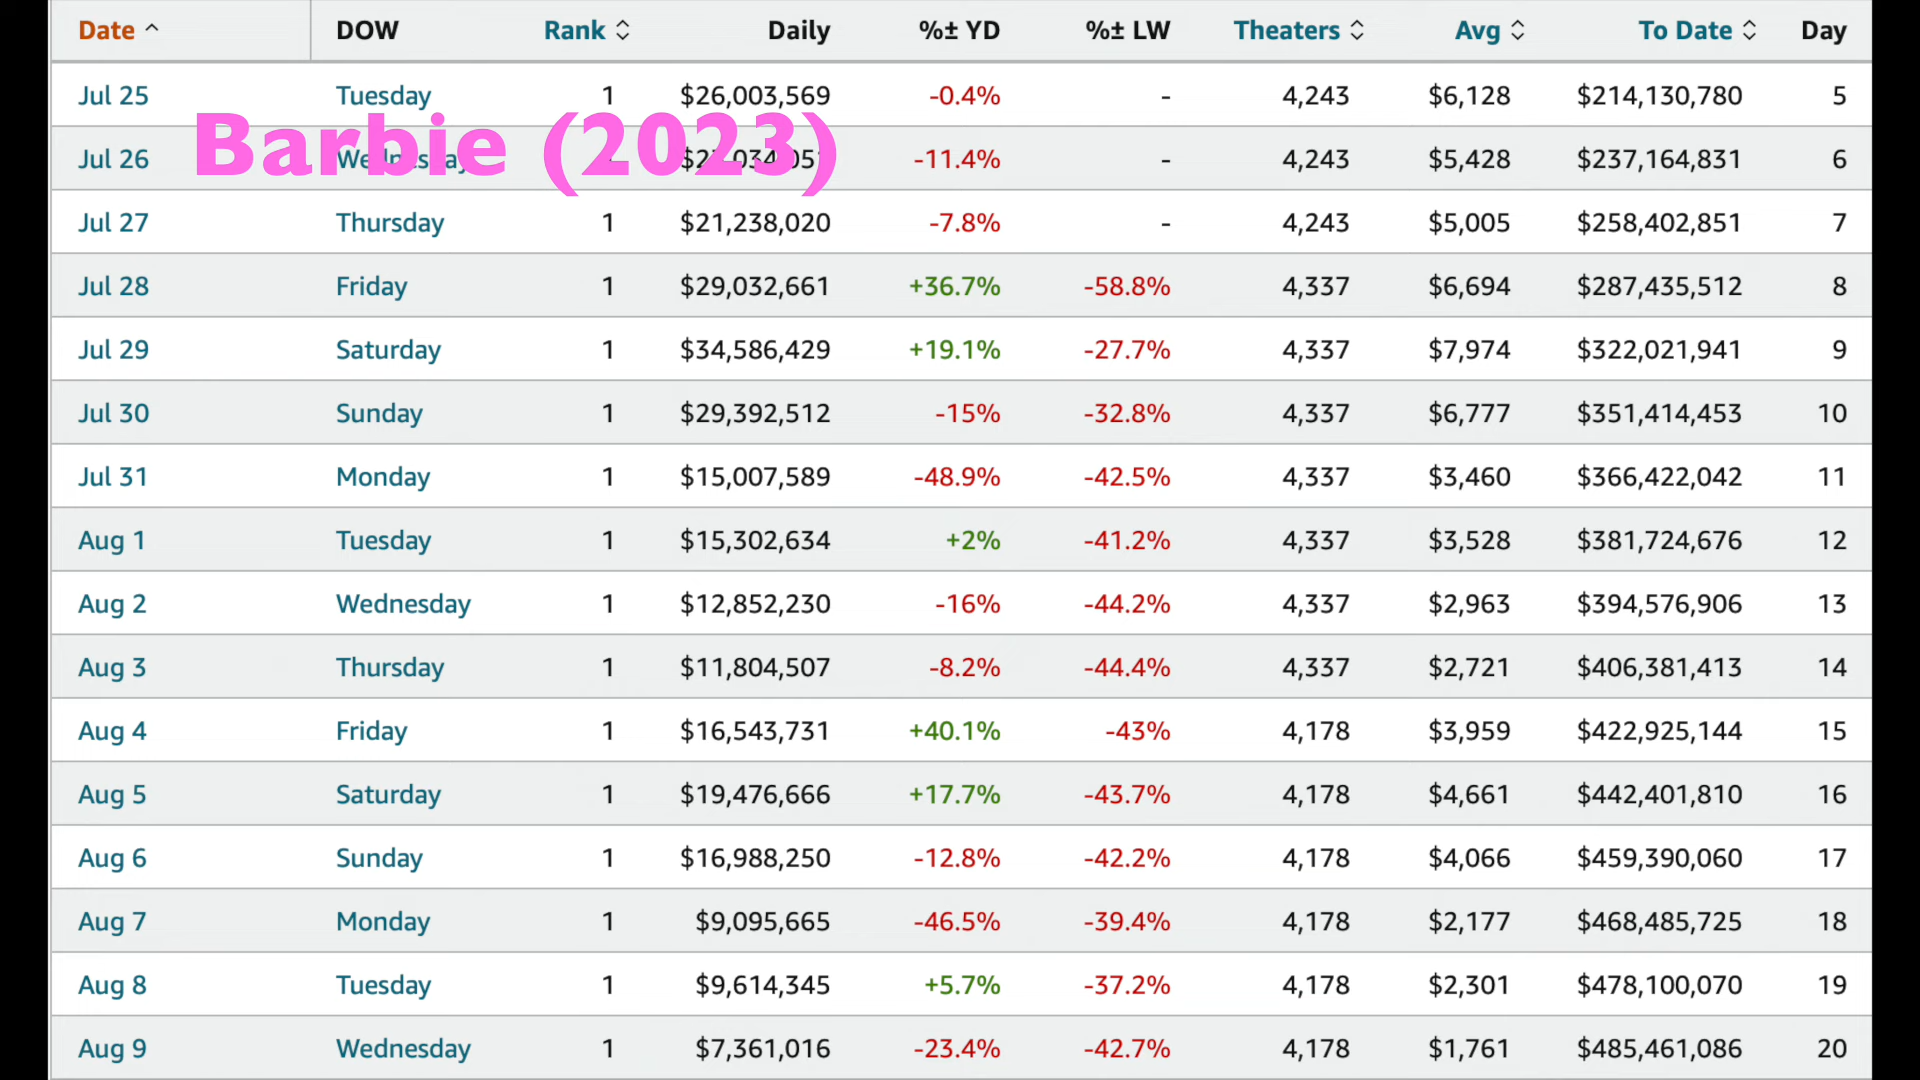 Date DOW Rank Daily %± YD %± LW Theaters Avg To Date Day
Jul 25 Tuesday 1 $26,003,569 -0.4% - 4,243 $6,128 $214,130,780 5
Barbie (2023)
Jul 26 Wednesday -11.4% - 4,243 $5,428 $237,164,831 6
Jul 27 Thursday 1 $21,238,020 -7.8% - 4,243 $5,005 $258,402,851 7
Jul 28 Friday 1 $29,032,661 +36.7% -58.8% 4,337 $6,694 $287,435,512 8
Jul 29 Saturday 1 $34,586,429 +19.1% -27.7% 4,337 $7,974 $322,021,941 9
Jul 30 Sunday 1 $29,392,512 -15% -32.8% 4,337 $6,777 $351,414,453 10
Jul 31 Monday 1 $15,007,589 -48.9% -42.5% 4,337 $3,460 $366,422,042 11
Aug 1 Tuesday 1 $15,302,634 +2% -41.2% 4,337 $3,528 $381,724,676 12
Aug 2 Wednesday 1 $12,852,230 -16% -44.2% 4,337 $2,963 $394,576,906 13
Aug 3 Thursday 1 $11,804,507 -8.2% -44.4% 4,337 $2,721 $406,381,413 14
Aug 4 Friday 1 $16,543,731 +40.1% -43% 4,178 $3,959 $422,925,144 15
Aug 5 Saturday 1 $19,476,666 +17.7% -43.7% 4,178 $4,661 $442,401,810 16
Aug 6 Sunday 1 $16,988,250 -12.8% -42.2% 4,178 $4,066 $459,390,060 17
Aug 7 Monday 1 $9,095,665 -46.5% -39.4% 4,178 $2,177 $468,485,725 18
Aug 8 Tuesday 1 $9,614,345 +5.7% -37.2% 4,178 $2,301 $478,100,070 19
Aug 9 Wednesday 1 $7,361,016 -23.4% -42.7% 4,178 $1,761 $485,461,086 20